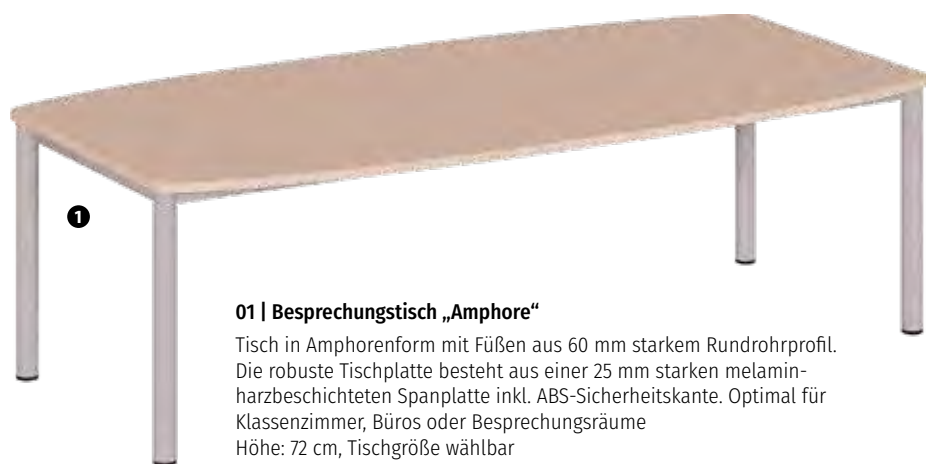 1
01 | Besprechungstisch „Amphore“
Tisch in Amphorenform mit Füßen aus 60 mm starkem Rundrohrprofil.
Die robuste Tischplatte besteht aus einer 25 mm starken melamin-
harzbeschichteten Spanplatte inkl. ABS-Sicherheitskante. Optimal für
Klassenzimmer, Büros oder Besprechungsräume
Höhe: 72 cm, Tischgröße wählbar